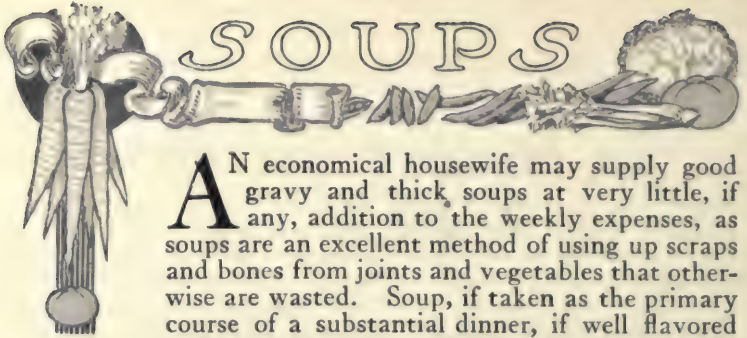 SOUPS
AN economical housewife may supply good
gravy and thick soups at very little, if
any, addition to the weekly expenses, as
soups are an excellent method of using up scraps
and bones from joints and vegetables that other-
wise are wasted. Soup, if taken as the primary
course of a substantial dinner, if well flavored